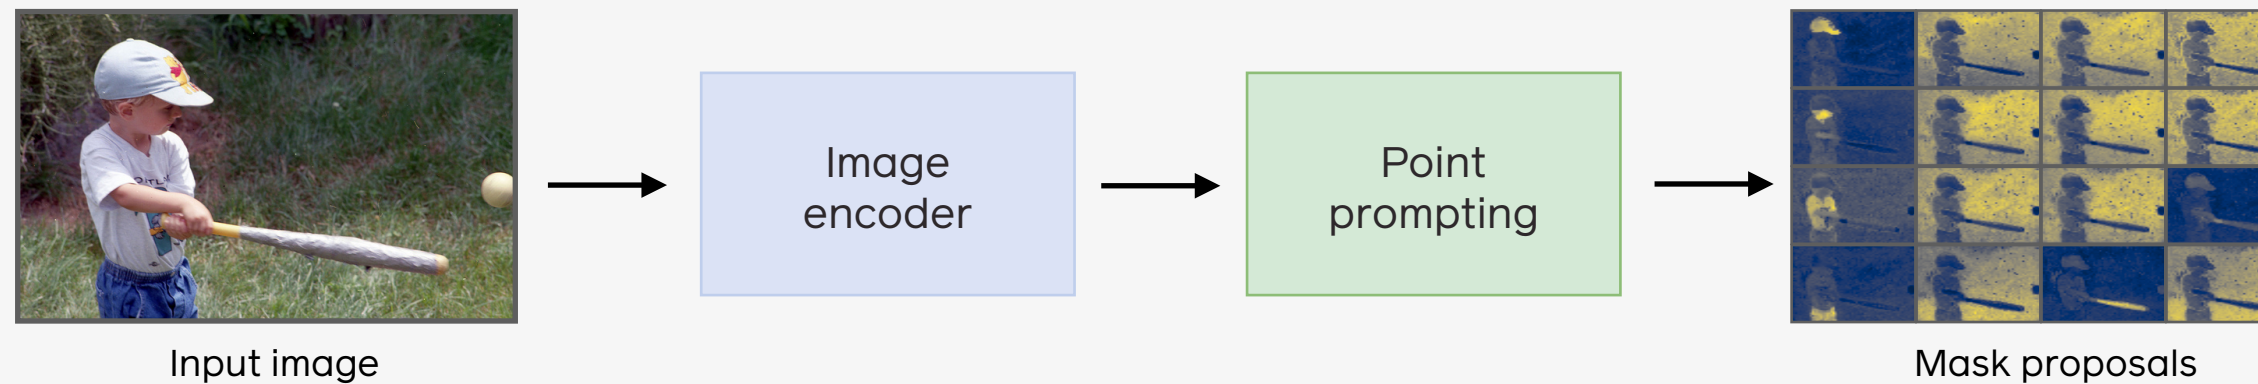 Image
encoder
Point
prompting
Input image
Mask proposals